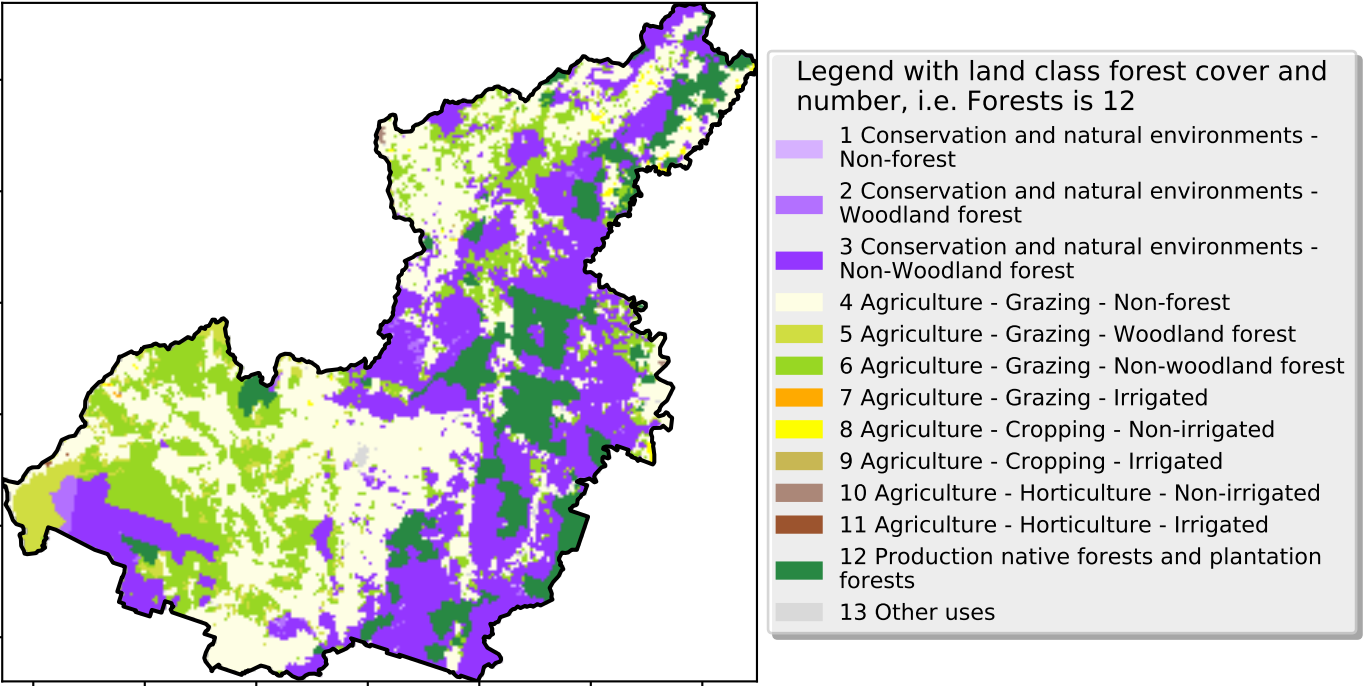 Legend with land class forest cover and
number, i.e. Forests is 12
1 Conservation and natural environments -
Non-forest
2 Conservation and natural environments -
Woodland forest
3 Conservation and natural environments -
Non-Woodland forest
4 Agriculture - Grazing - Non-forest
5 Agriculture - Grazing - Woodland forest
6 Agriculture - Grazing - Non-woodland forest
7 Agriculture - Grazing - Irrigated
8 Agriculture - Cropping - Non-irrigated
9 Agriculture - Cropping - Irrigated
10 Agriculture - Horticulture - Non-irrigated
11 Agriculture - Horticulture - Irrigated
12 Production native forests and plantation
forests
13 Other uses